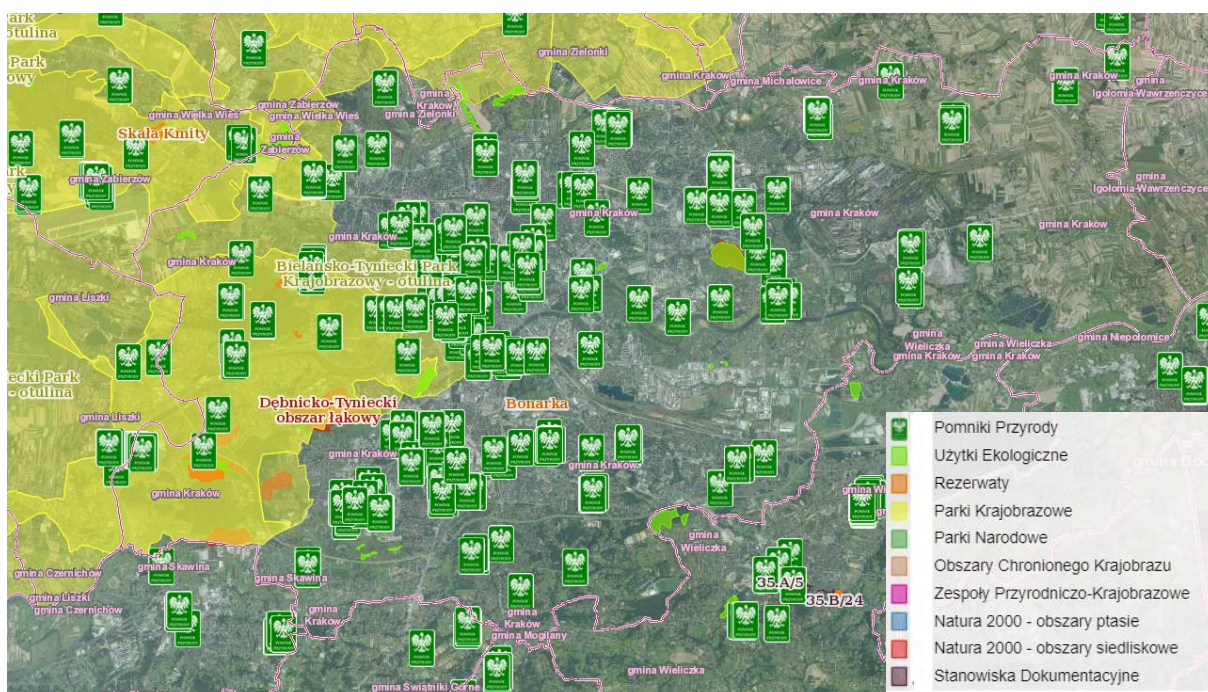 Park
otulina
Park
owy
gmina Zielonki
gmina Kraków
gmina Michałowice
gmina Kraków
gmina Kraków
gmina
Igołomia-Wawrzeńczyce
gmina
Kraków
gmina Zielonki
gmina Zabierzów
gmina Wielka Wieś
gmina Wielka Wieś
Skała Kmity
gmina
Zabierzów
gmina Zabierzów
gmina
Igołomia-Wawrzeńczyce
gmina Kraków
gmina Kraków
gmina Kraków
gmina Kraków
gmina Kraków
Bielańsko-Tyniecki Park
Krajobrazowy - otulina
gmina Liszki
gmina
Wieliczka
gmina Kraków
gmina Wieliczka
gmina Kraków
gmina Niepołomice
iecki Park
- otulina
gmina Liszki
Dębnicko-Tyniecki
obszar łąkowy
Bonarka
gmina Kraków
gmina Kraków
gmina Kraków
gmina
Wieliczka
gmina Czernichów
gmina Skawina
gmina Skawina
gmina Liszki
gmina Czernichów
gmina
Kraków
gmina
Kraków
gmina Mogilany
35.A/5
35.B/24
gmina Wieliczka
gmina Świątniki Górne
POMNIK
PRZYRODY
Pomniki Przyrody
Użytki Ekologiczne
Rezerwaty
Parki Krajobrazowe
Parki Narodowe
Obszary Chronionego Krajobrazu
Zespoły Przyrodniczo-Krajobrazowe
Natura 2000 - obszary ptasie
Natura 2000 - obszary siedliskowe
Stanowiska Dokumentacyjne